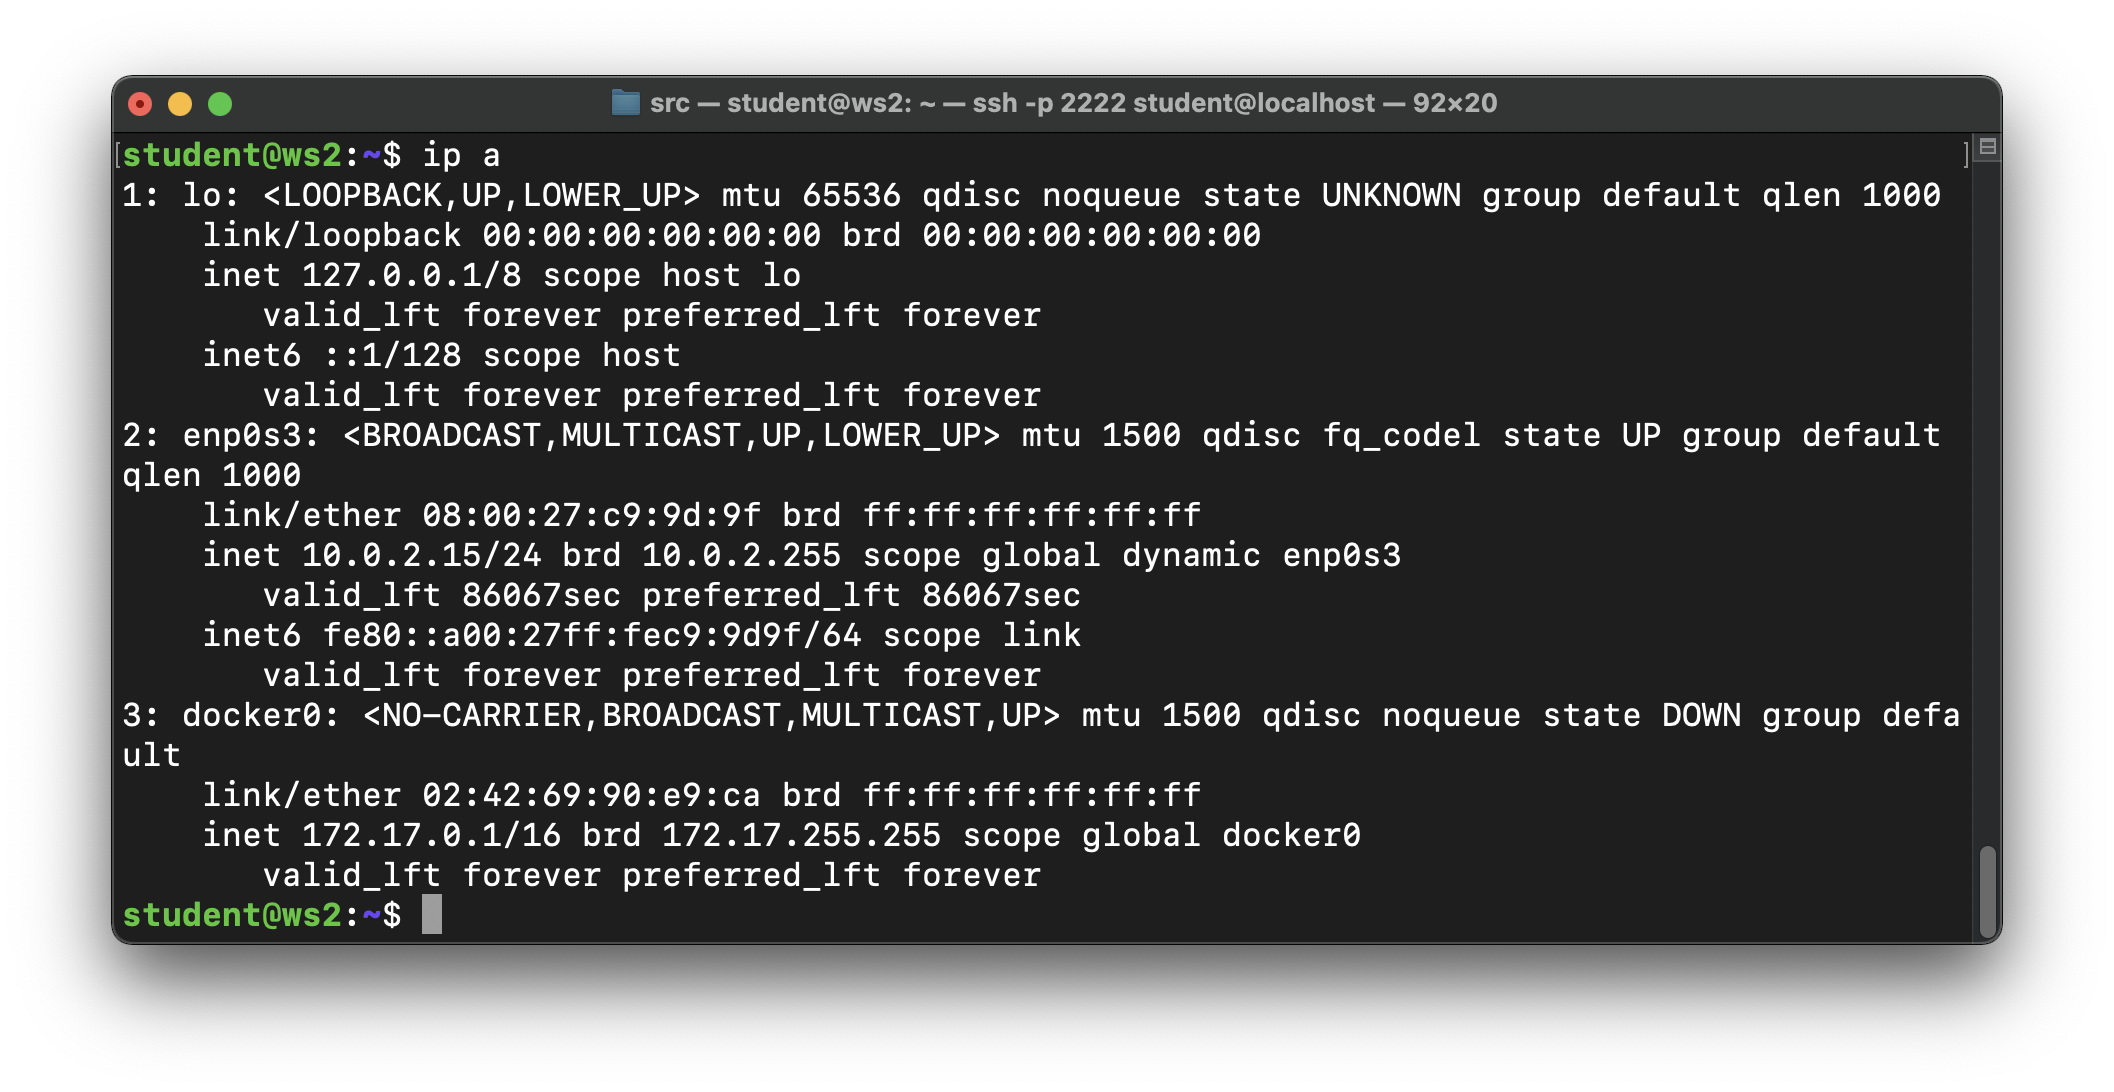 src — student@ws2: ~ — ssh -p 2222 student@localhost — 92×20
[student@ws2:~$ ip a ]
1: lo: <LOOPBACK,UP,LOWER_UP> mtu 65536 qdisc noqueue state UNKNOWN group default qlen 1000
    link/loopback 00:00:00:00:00:00 brd 00:00:00:00:00:00
    inet 127.0.0.1/8 scope host lo
       valid_lft forever preferred_lft forever
    inet6 ::1/128 scope host
       valid_lft forever preferred_lft forever
2: enp0s3: <BROADCAST,MULTICAST,UP,LOWER_UP> mtu 1500 qdisc fq_codel state UP group default
qlen 1000
    link/ether 08:00:27:c9:9d:9f brd ff:ff:ff:ff:ff:ff
    inet 10.0.2.15/24 brd 10.0.2.255 scope global dynamic enp0s3
       valid_lft 86067sec preferred_lft 86067sec
    inet6 fe80::a00:27ff:fec9:9d9f/64 scope link
       valid_lft forever preferred_lft forever
3: docker0: <NO-CARRIER,BROADCAST,MULTICAST,UP> mtu 1500 qdisc noqueue state DOWN group defa
ult
    link/ether 02:42:69:90:e9:ca brd ff:ff:ff:ff:ff:ff
    inet 172.17.0.1/16 brd 172.17.255.255 scope global docker0
       valid_lft forever preferred_lft forever
student@ws2:~$